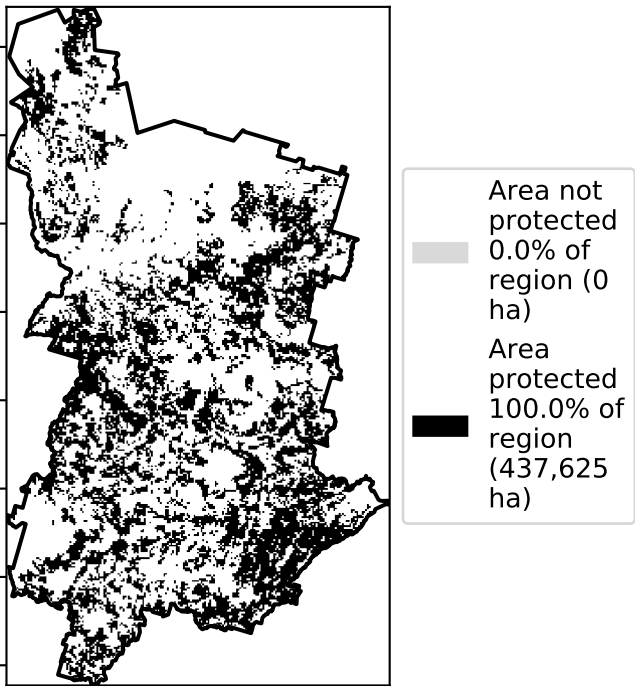 Area not
protected
0.0% of
region (0
ha)
Area
protected
100.0% of
region
(437,625
ha)